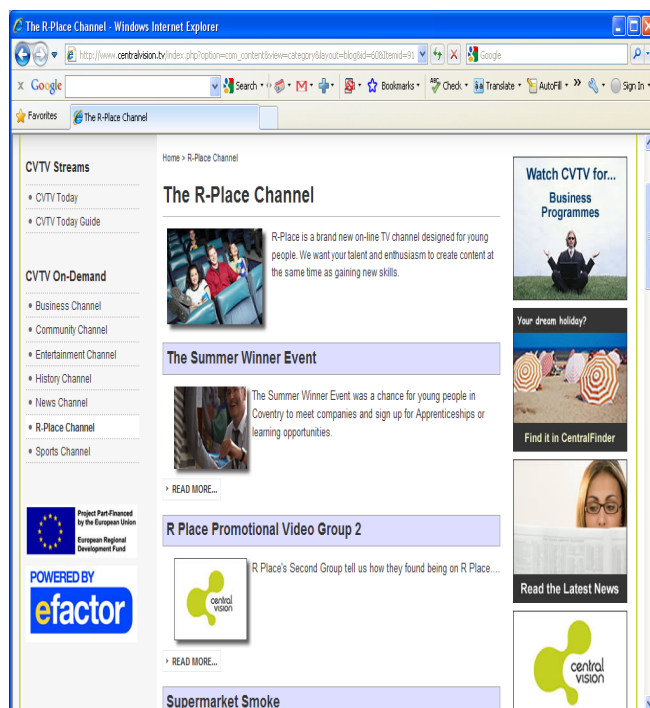 The R-Place Channel - Windows Internet Explorer
http://www.centralvision.tv/index.php?option=com_content&view=category&layout=blog&id=60&Itemid=91
Google
x Google
Search
Bookmarks
Check
Translate
AutoFill
Sign In
Favorites
The R-Place Channel
CVTV Streams
CVTV Today
CVTV Today Guide
CVTV On-Demand
Business Channel
Community Channel
Entertainment Channel
History Channel
News Channel
R-Place Channel
Sports Channel
Project Part-Financed
by the European Union
European Regional
Development Fund
POWERED BY
efactor
Home > R-Place Channel
The R-Place Channel
R-Place is a brand new on-line TV channel designed for young
people. We want your talent and enthusiasm to create content at
the same time as gaining new skills.
The Summer Winner Event
The Summer Winner Event was a chance for young people in
Coventry to meet companies and sign up for Apprenticeships or
learning opportunities.
READ MORE...
R Place Promotional Video Group 2
central
vision
R Place's Second Group tell us how they found being on R Place....
READ MORE...
Supermarket Smoke
Watch CVTV for...
Business
Programmes
Your dream holiday?
Find it in CentralFinder
Read the Latest News
central
vision